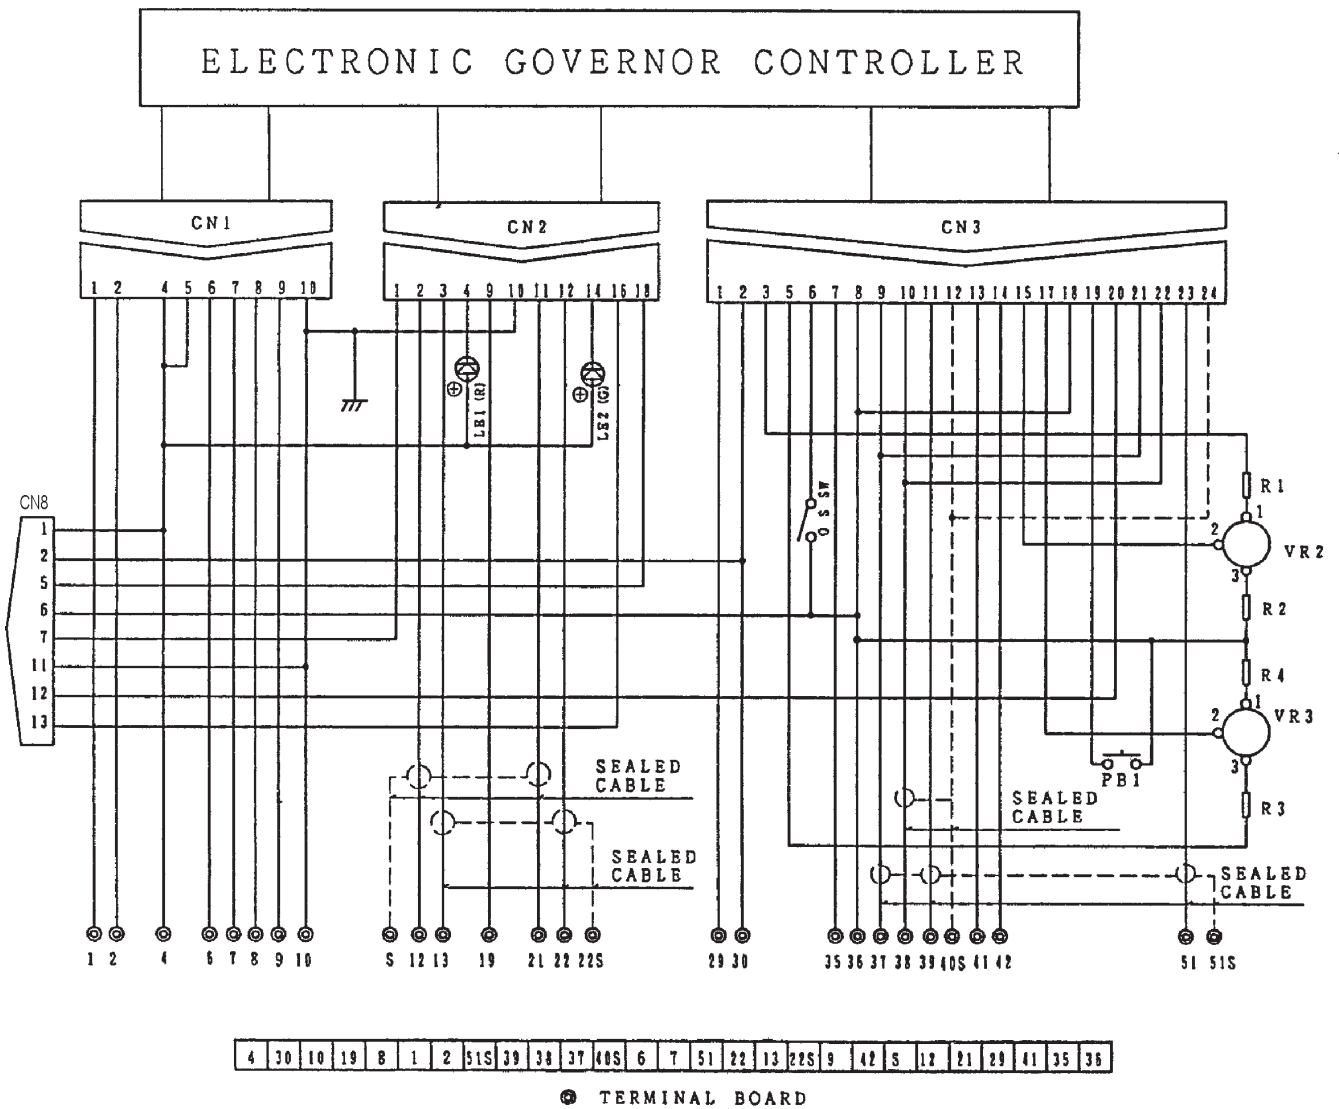 ELECTRONIC GOVERNOR CONTROLLER
CN1
CN2
CN3
1 2 4 5 6 7 8 9 10
1 2 3 4 9 10 11 12 14 16 18
1 2 3 5 6 7 8 9 10 11 12 13 14 15 17 18 19 20 21 22 23 24
LE1 (R)
LE2 (G)
O S SW
R1
1
2
VR2
3
R2
R4
1
2
VR3
3
PB1
R3
CN8
1
2
5
6
7
11
12
13
SEALED
CABLE
SEALED
CABLE
SEALED
CABLE
SEALED
CABLE
1 2 4 6 7 8 9 10
S 12 13 19 21 22 22S
29 30 35 36 37 38 39 40S 41 42 51 51S
4 30 10 19 8 1 2 51S 39 38 37 40S 6 7 51 22 13 22S 9 42 S 12 21 29 41 35 36
TERMINAL BOARD